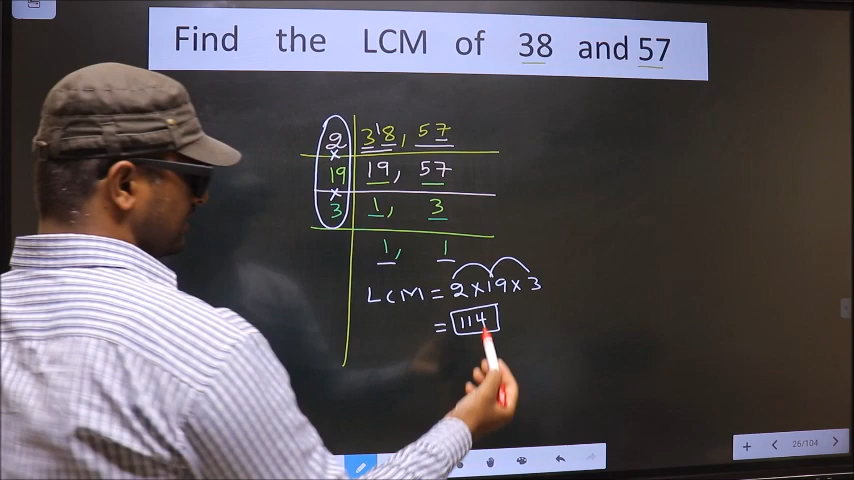 Find the LCM of 38 and 57
2 3¹8, 57
×
19 19, 57
×
3 1, 3
1, 1
LCM = 2×19×3
= 114
+ < 26/104 >